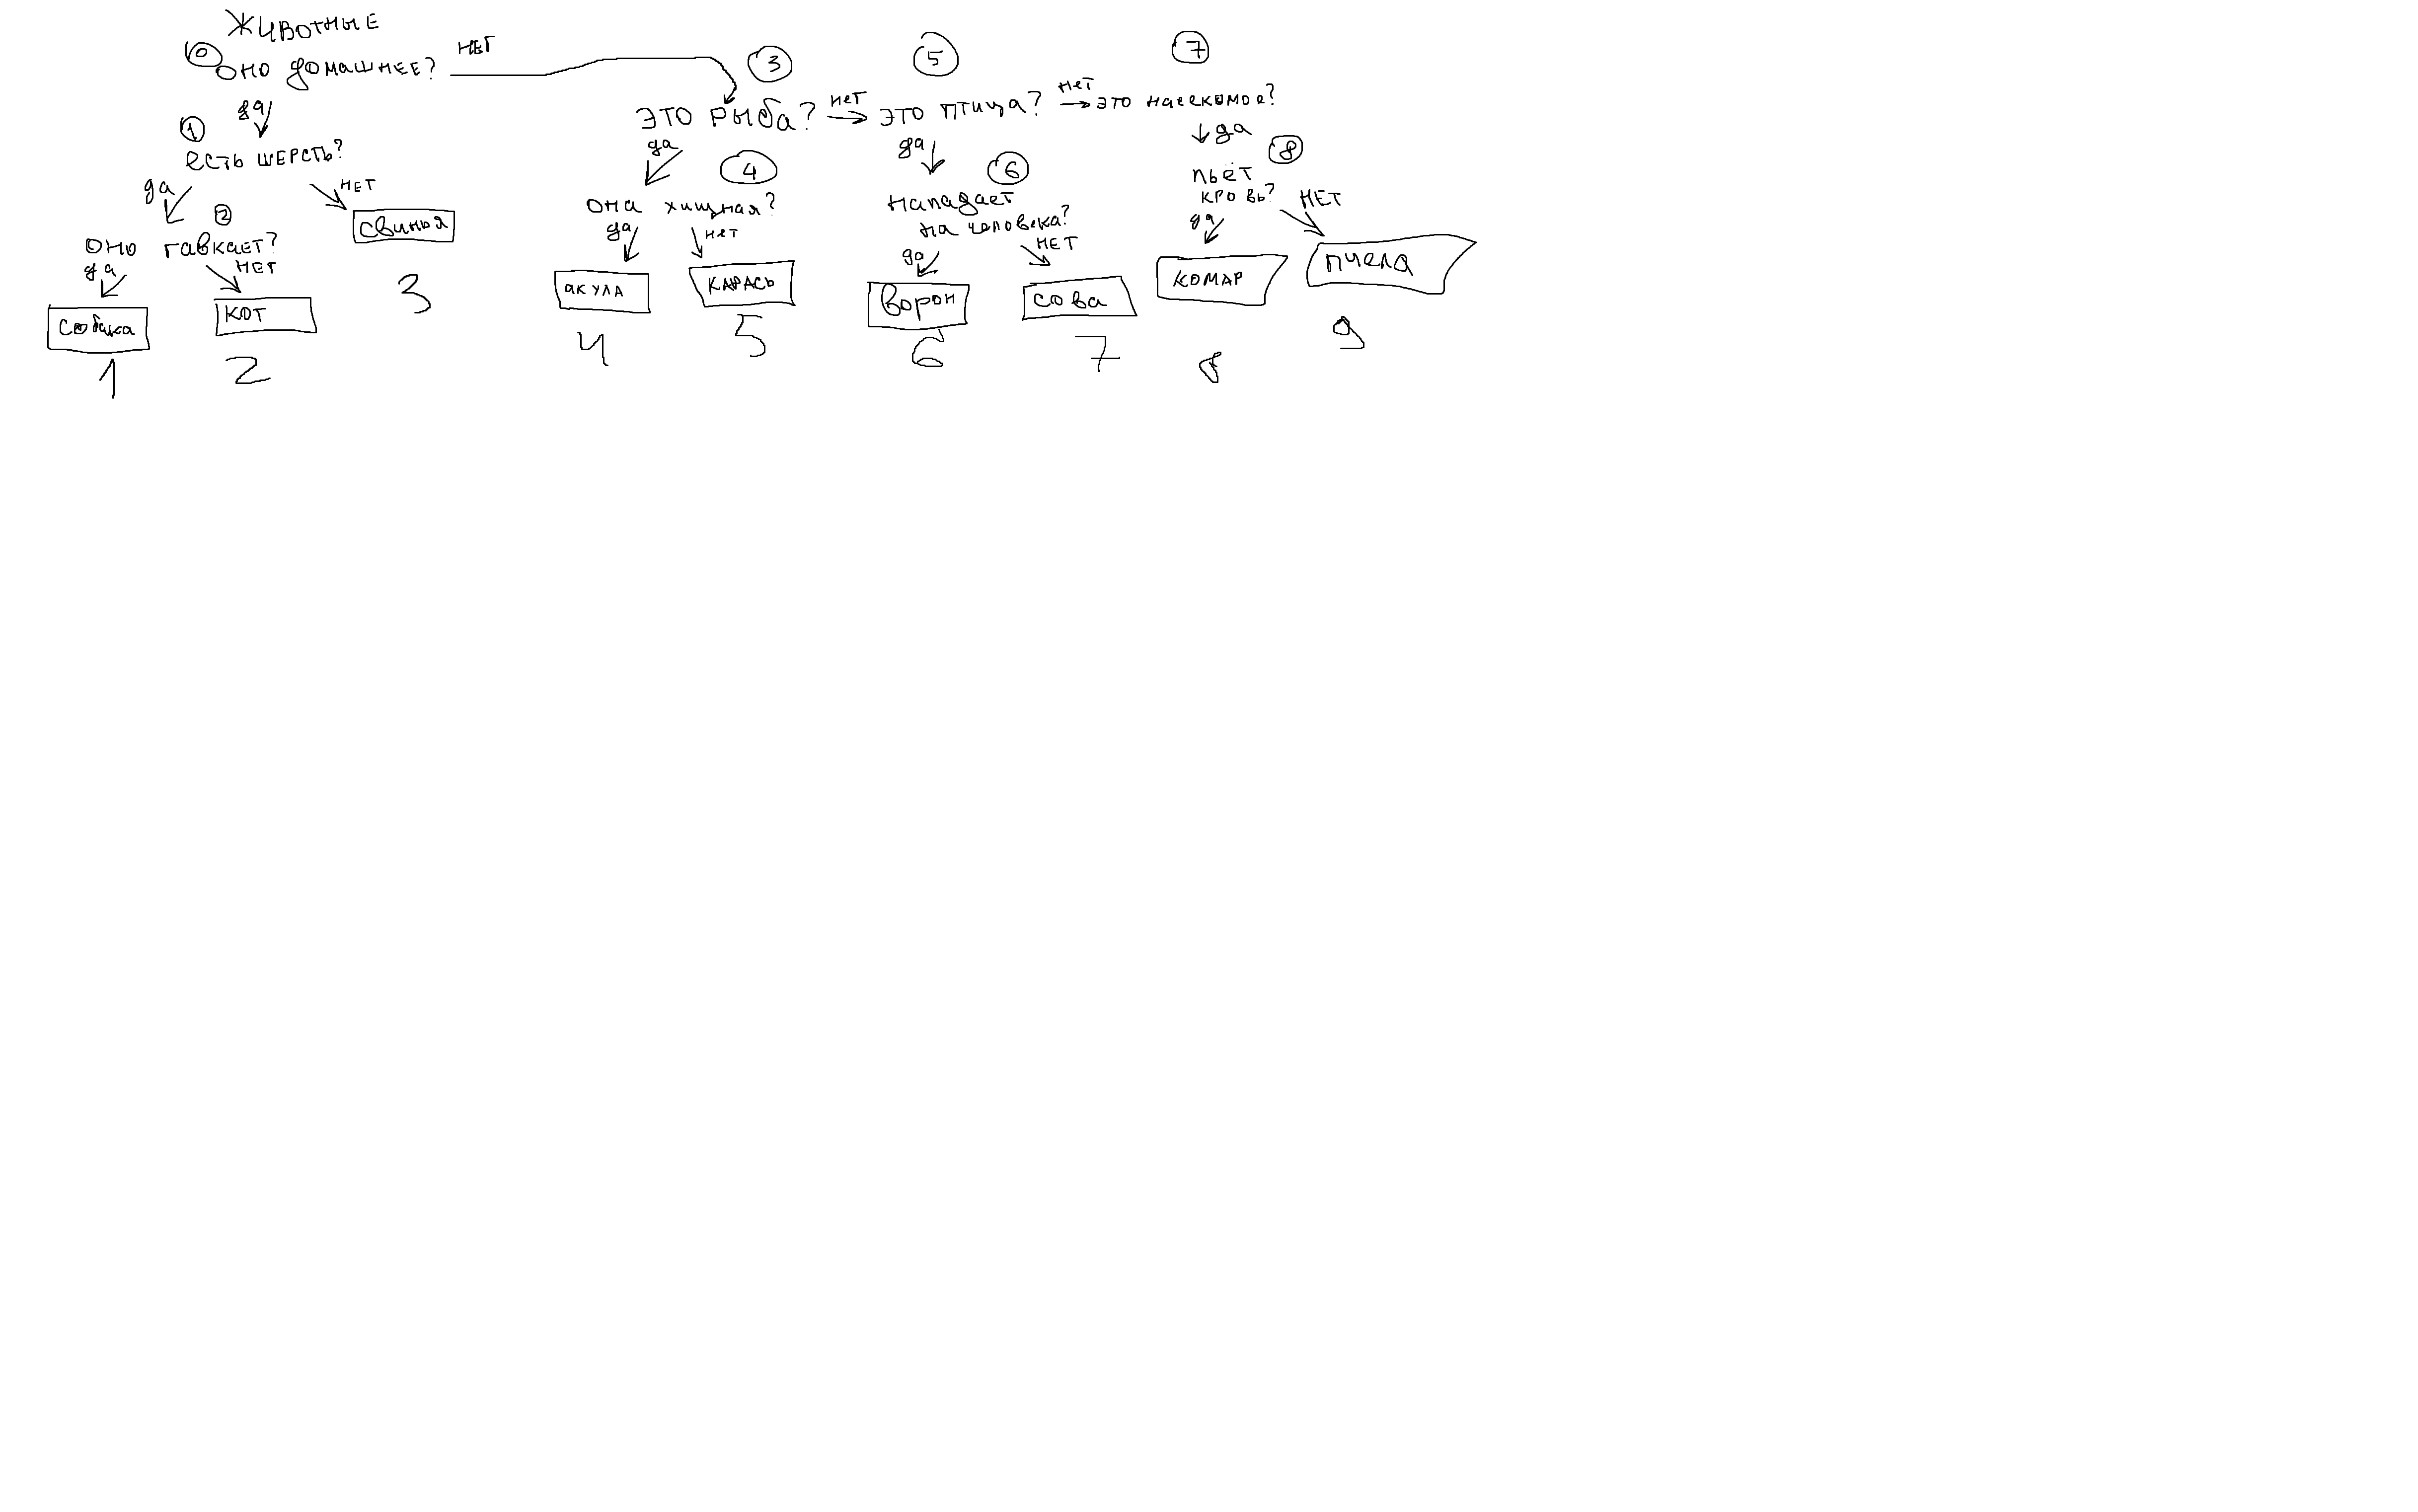 животные
0
оно домашнее?
нет
да
1
есть шерсть?
да
нет
2
свинья
3
оно гавкает?
да
нет
собака
кот
1
2
3
это рыба?
нет
да
4
она хищная?
да
нет
акула
карась
4
5
5
это птица?
нет
да
6
нападает
на человека?
да
нет
ворон
сова
6
7
7
это насекомое?
да
8
пьёт
кровь?
да
нет
комар
пчела
8
9